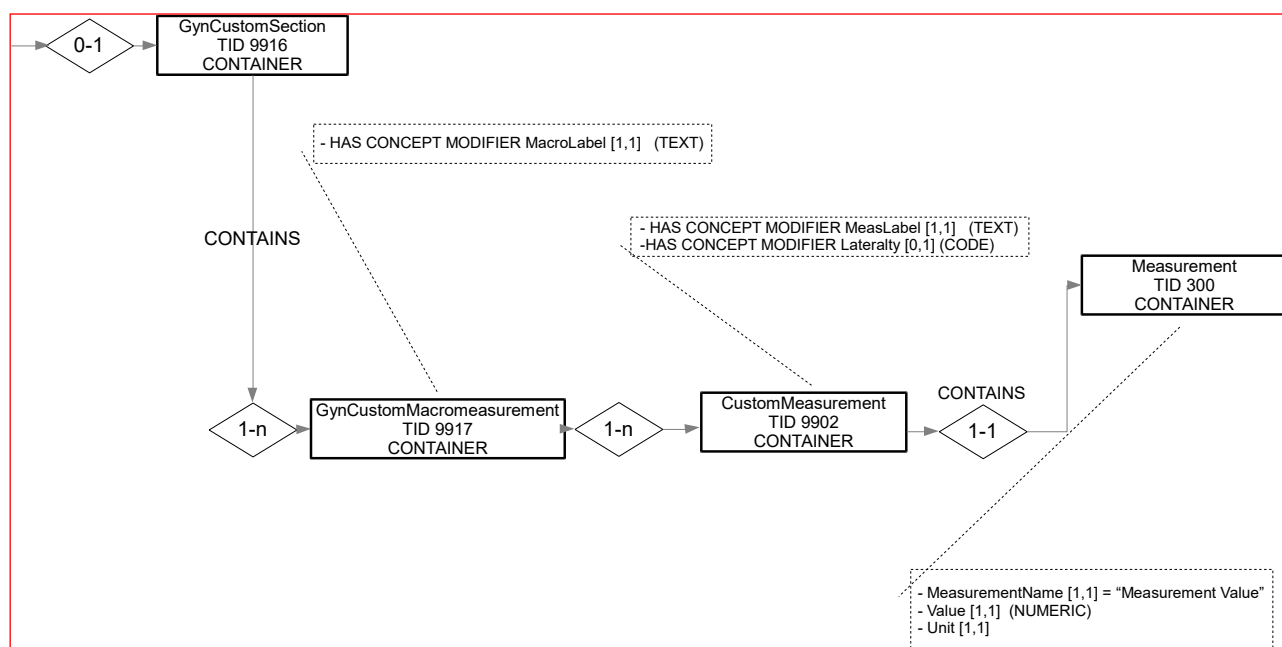 0-1
GynCustomSection
TID 9916
CONTAINER
- HAS CONCEPT MODIFIER MacroLabel [1,1]   (TEXT)
CONTAINS
- HAS CONCEPT MODIFIER MeasLabel [1,1]   (TEXT)
-HAS CONCEPT MODIFIER Lateralty [0,1] (CODE)
Measurement
TID 300
CONTAINER
1-n
GynCustomMacromeasurement
TID 9917
CONTAINER
1-n
CustomMeasurement
TID 9902
CONTAINER
CONTAINS
1-1
- MeasurementName [1,1] = “Measurement Value”
- Value [1,1]  (NUMERIC)
- Unit [1,1]